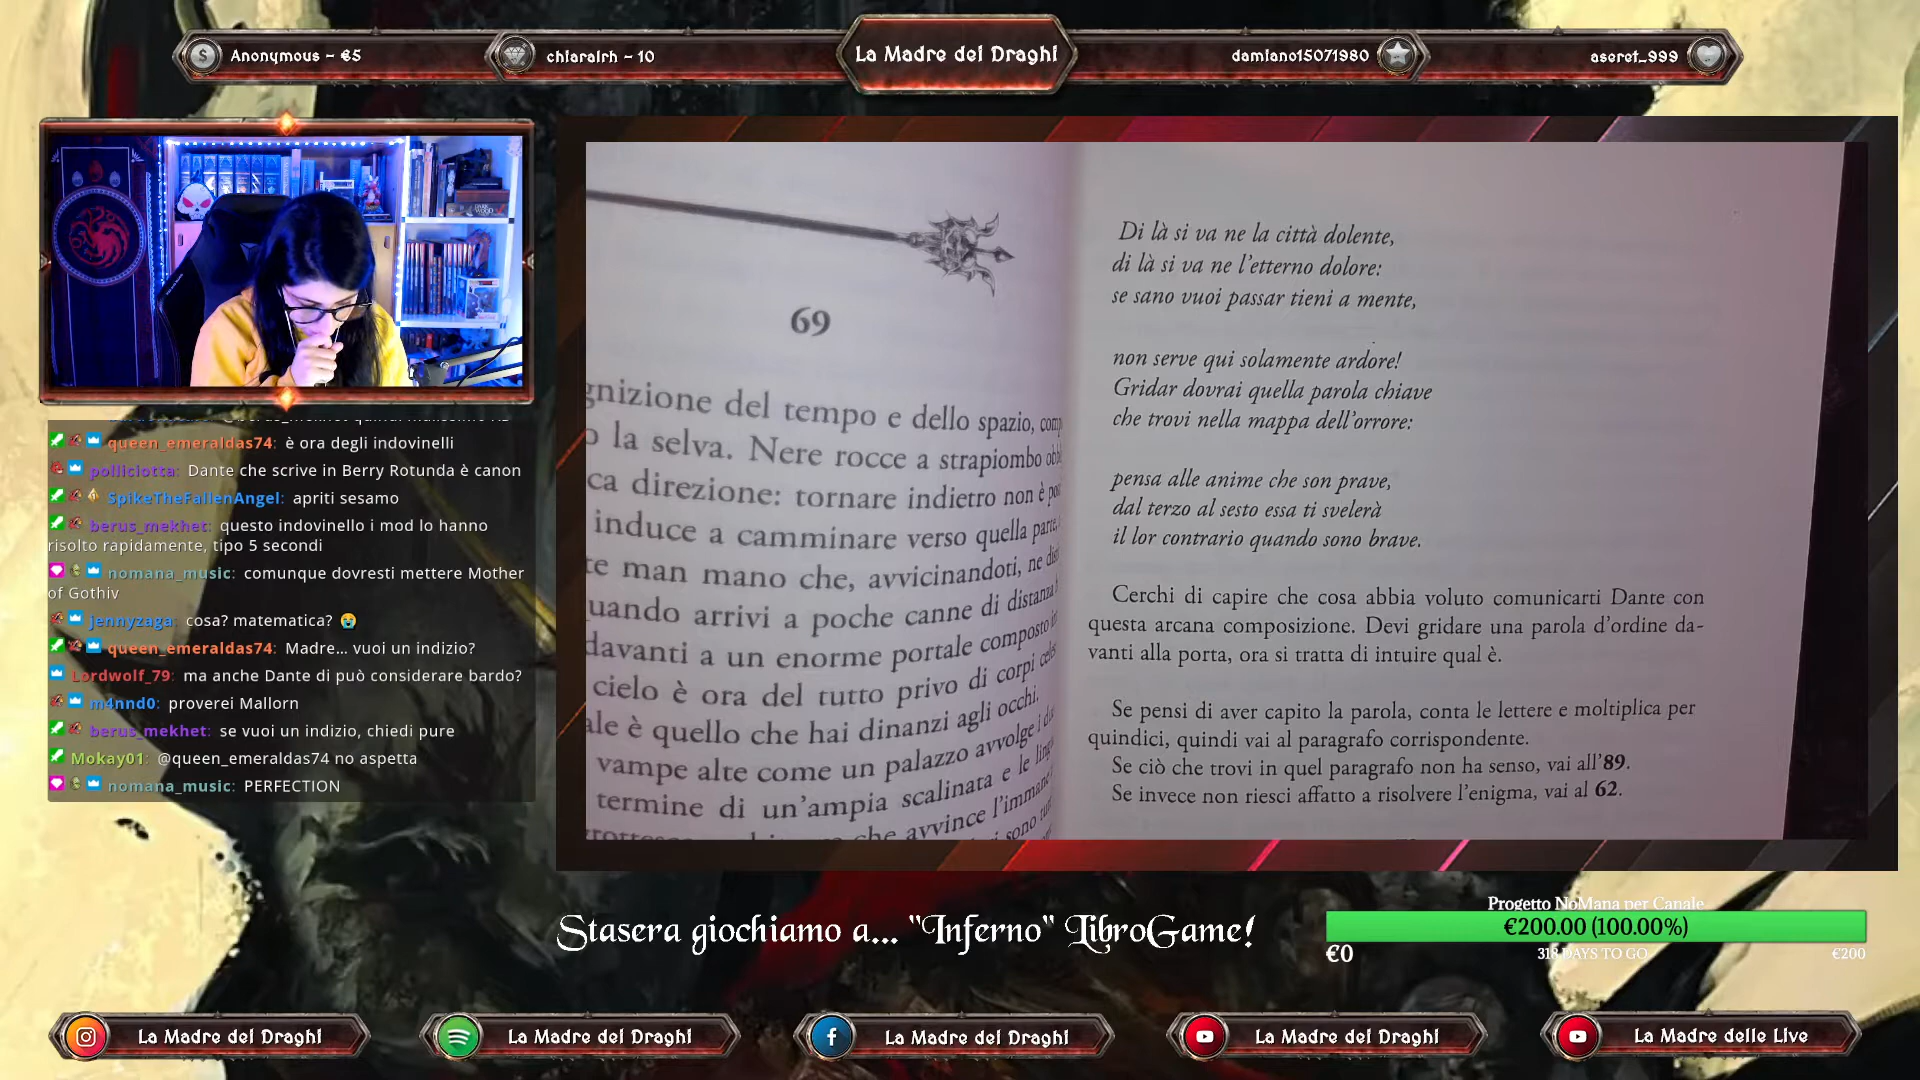 Anonymous - €5
chiaralrh - 10
La Madre dei Draghi
damiano15071980
aseret_999
queen_emeraldas74: è ora degli indovinelli
polliciotta: Dante che scrive in Berry Rotunda è canon
SpikeTheFallenAngel: apriti sesamo
berus_mekhet: questo indovinello i mod lo hanno
risolto rapidamente, tipo 5 secondi
nomana_music: comunque dovresti mettere Mother
of Gothiv
jennyzaga: cosa? matematica? 😭
queen_emeraldas74: Madre... vuoi un indizio?
Lordwolf_79: ma anche Dante di può considerare bardo?
m4nnd0: proverei Mallorn
berus_mekhet: se vuoi un indizio, chiedi pure
Mokay01: @queen_emeraldas74 no aspetta
nomana_music: PERFECTION
69
gnizione del tempo e dello spazio,
la selva. Nere rocce a strapiombo
ca direzione: tornare indietro non è
induce a camminare verso quella parte,
te man mano che, avvicinandoti, ne
uando arrivi a poche canne di distanza
davanti a un enorme portale composto
cielo è ora del tutto privo di corpi
ale è quello che hai dinanzi agli occhi.
vampe alte come un palazzo avvolge i
termine di un'ampia scalinata e le
che avvince l'immane
sono
Di là si va ne la città dolente,
di là si va ne l'etterno dolore:
se sano vuoi passar tieni a mente,
non serve qui solamente ardore!
Gridar dovrai quella parola chiave
che trovi nella mappa dell'orrore:
pensa alle anime che son prave,
dal terzo al sesto essa ti svelerà
il lor contrario quando sono brave.
Cerchi di capire che cosa abbia voluto comunicarti Dante con
questa arcana composizione. Devi gridare una parola d'ordine da-
vanti alla porta, ora si tratta di intuire qual è.
Se pensi di aver capito la parola, conta le lettere e moltiplica per
quindici, quindi vai al paragrafo corrispondente.
Se ciò che trovi in quel paragrafo non ha senso, vai all'89.
Se invece non riesci affatto a risolvere l'enigma, vai al 62.
Stasera giochiamo a... "Inferno" LibroGame!
Progetto NoMana per Canale
€200.00 (100.00%)
€0
318 DAYS TO GO
€200
La Madre dei Draghi
La Madre dei Draghi
La Madre dei Draghi
La Madre dei Draghi
La Madre delle Live